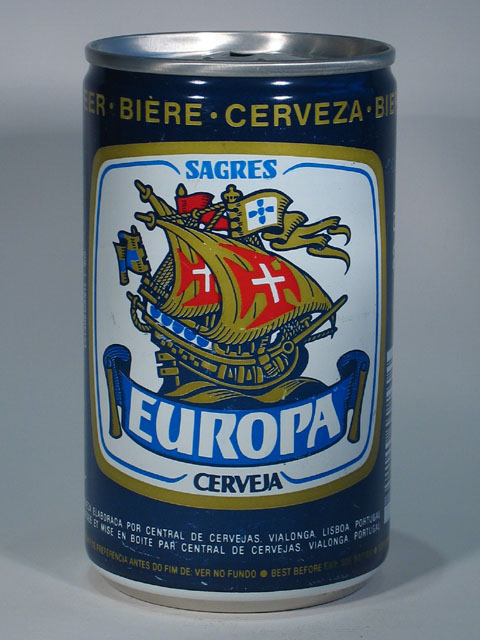 BEER · BIÈRE · CERVEZA · BI
SAGRES
EUROPA
CERVEJA
ELABORADA POR CENTRAL DE CERVEJAS. VIALONGA. LISBOA. PORTUGAL
ET MISE EN BOITE PAR CENTRAL DE CERVEJAS. VIALONGA. PORTUGAL
PREFERENCIA ANTES DO FIM DE: VER NO FUNDO ● BEST BEFORE